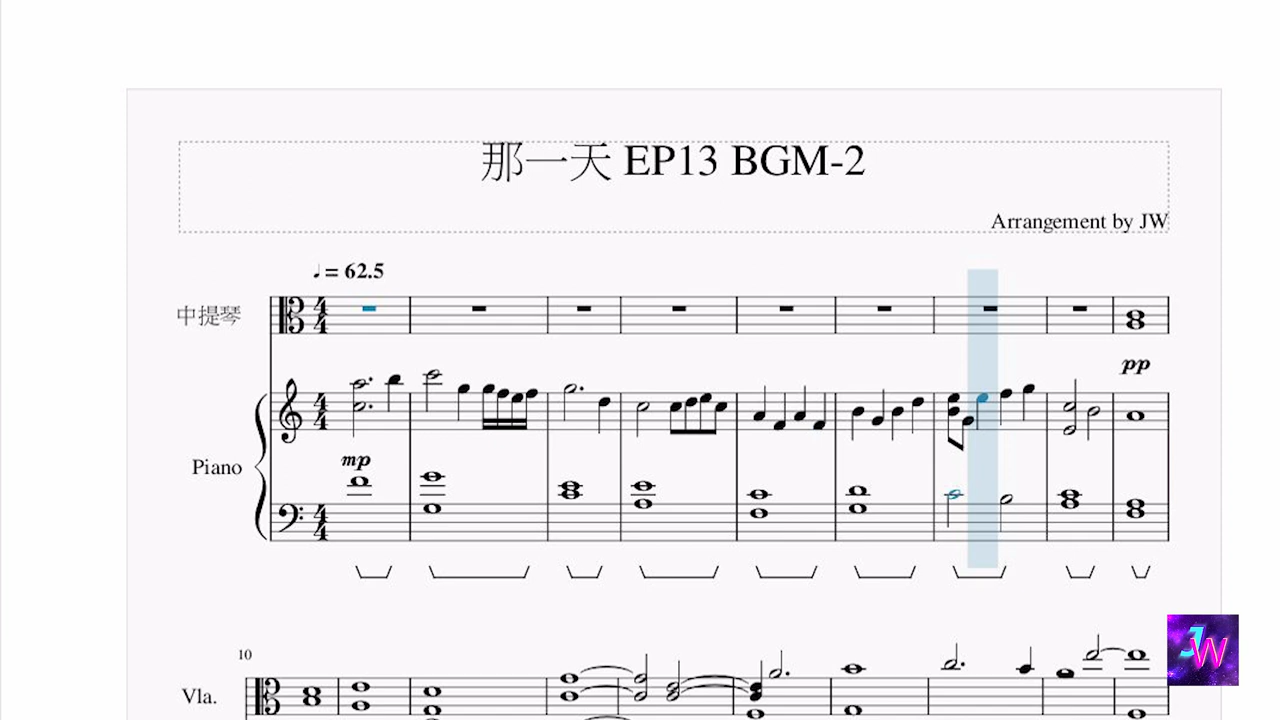 那一天 EP13 BGM-2
Arrangement by JW
♩ = 62.5
中提琴
pp
Piano
mp
10
Vla.
JW